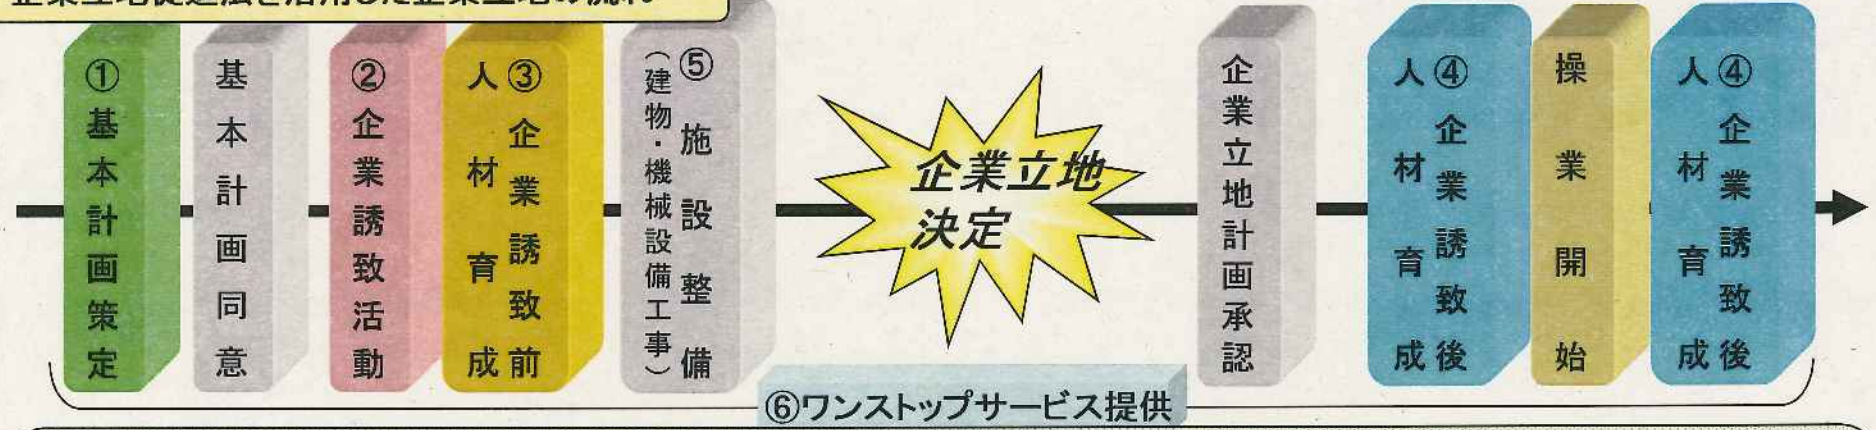 企業立地促進法を活用した企業立地の流れ
①基本計画策定
基本計画同意
②企業誘致活動
③企業誘致前
人材育成
⑤施設整備
（建物・機械設備工事）
企業立地
決定
企業立地計画承認
④企業誘致後
人材育成
操業開始
④企業誘致後
人材育成
⑥ワンストップサービス提供